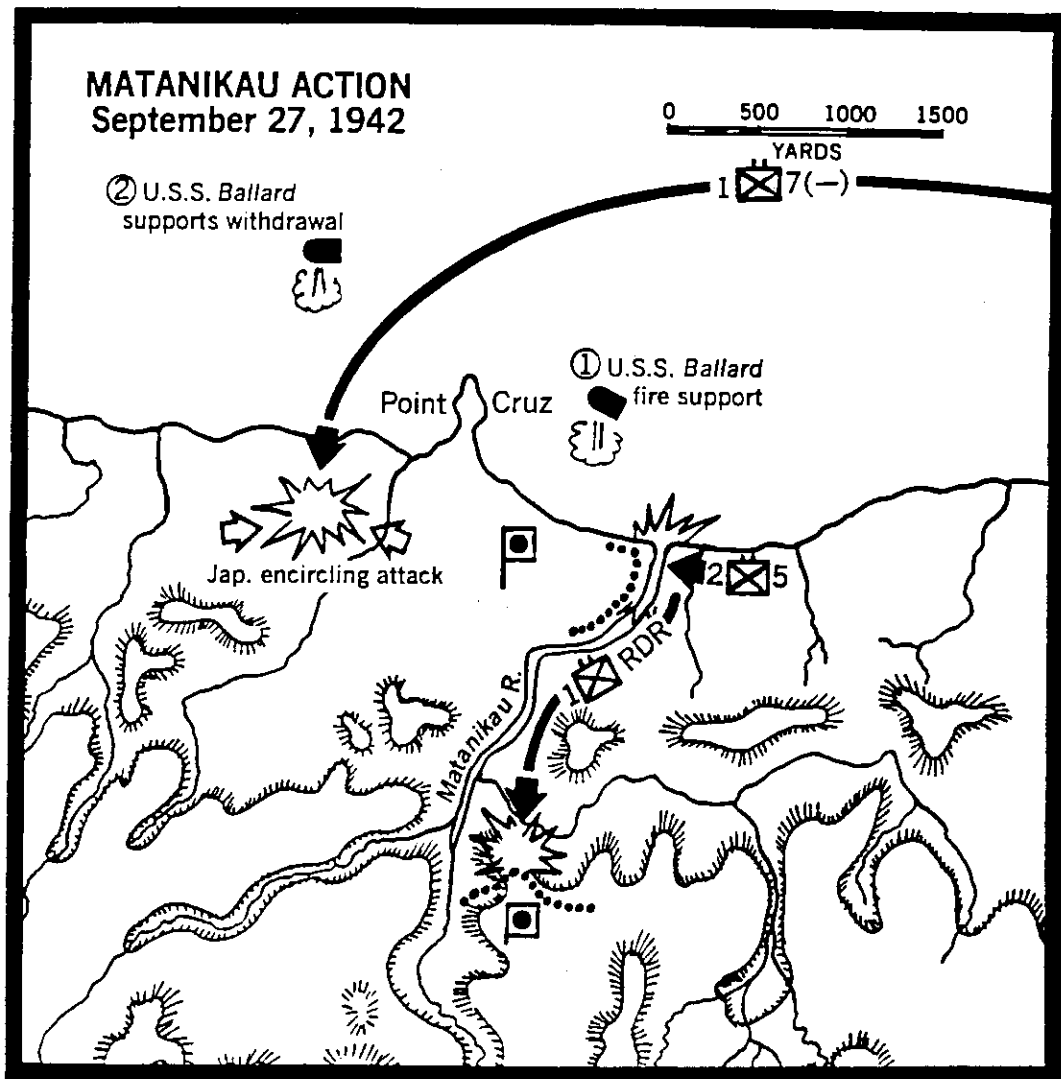 MATANIKAU ACTION
September 27, 1942
0 500 1000 1500
YARDS
② U.S.S. Ballard
supports withdrawal
1 7(—)
① U.S.S. Ballard
fire support
Point Cruz
Jap. encircling attack
2 5
1 RDR
Matanikau R.